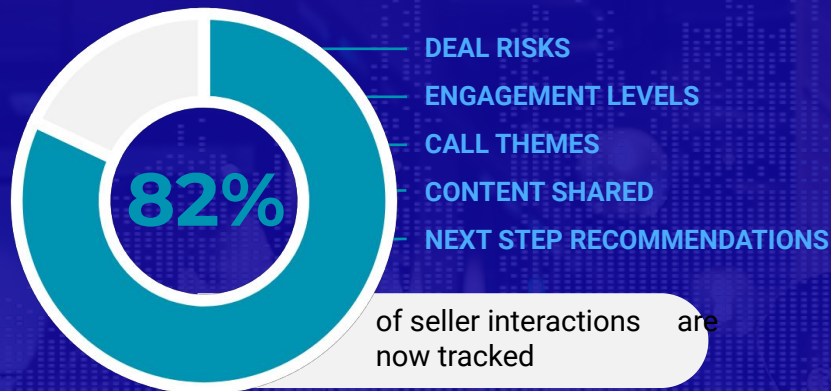 82%
DEAL RISKS
ENGAGEMENT LEVELS
CALL THEMES
CONTENT SHARED
NEXT STEP RECOMMENDATIONS
of seller interactions are
now tracked